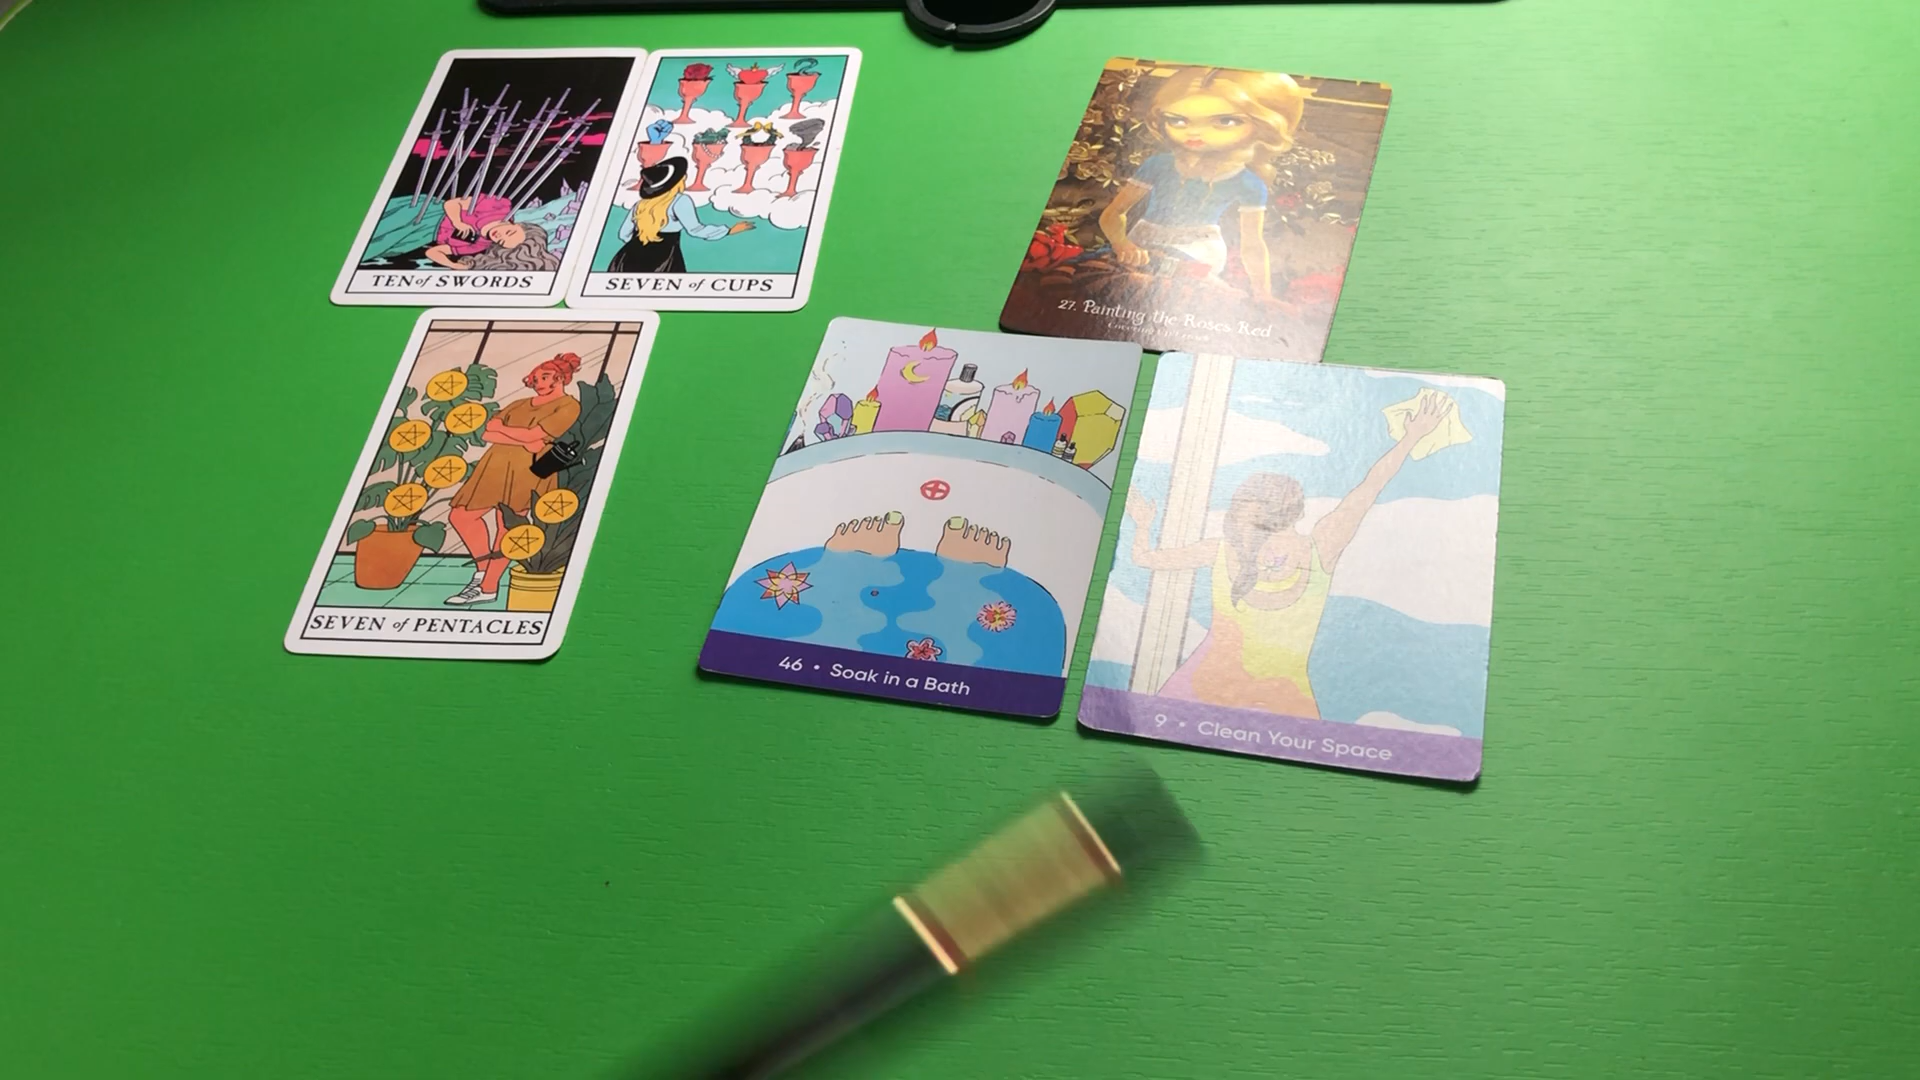 TEN of SWORDS
SEVEN of CUPS
27. Painting the Roses Red
SEVEN of PENTACLES
46 • Soak in a Bath
9 • Clean Your Space